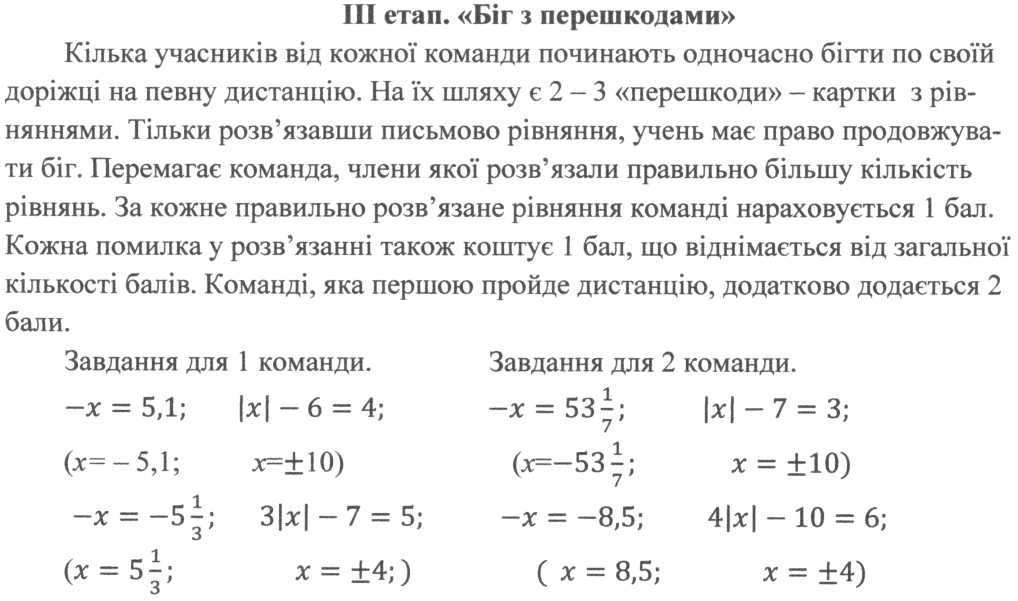 III етап. «Біг з перешкодами»
Кілька учасників від кожної команди починають одночасно бігти по своїй
доріжці на певну дистанцію. На їх шляху є 2 – 3 «перешкоди» – картки з рів-
няннями. Тільки розв’язавши письмово рівняння, учень має право продовжува-
ти біг. Перемагає команда, члени якої розв’язали правильно більшу кількість
рівнянь. За кожне правильно розв’язане рівняння команді нараховується 1 бал.
Кожна помилка у розв’язанні також коштує 1 бал, що віднімається від загальної
кількості балів. Команді, яка першою пройде дистанцію, додатково додається 2
бали.
Завдання для 1 команди. Завдання для 2 команди.
−x = 5,1; |x| − 6 = 4; −x = 53 1/7; |x| − 7 = 3;
(x= – 5,1; x=±10) (x=−53 1/7; x = ±10)
−x = −5 1/3; 3|x| − 7 = 5; −x = −8,5; 4|x| − 10 = 6;
(x = 5 1/3; x = ±4; ) ( x = 8,5; x = ±4)